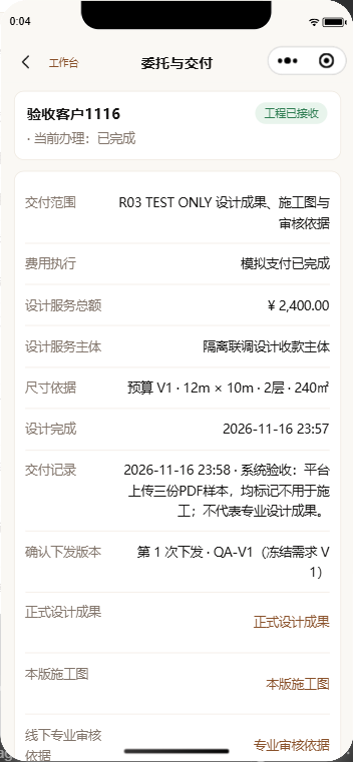 0:04
工作台
委托与交付
验收客户1116
工程已接收
· 当前办理：已完成
交付范围
R03 TEST ONLY 设计成果、施工图与
审核依据
费用执行
模拟支付已完成
设计服务总额
¥ 2,400.00
设计服务主体
隔离联调设计收款主体
尺寸依据
预算 V1 · 12m × 10m · 2层 · 240㎡
设计完成
2026-11-16 23:57
交付记录
2026-11-16 23:58 · 系统验收：平台
上传三份PDF样本，均标记不用于施
工；不代表专业设计成果。
确认下发版本
第 1 次下发 · QA-V1（冻结需求 V
1）
正式设计成果
正式设计成果
本版施工图
本版施工图
线下专业审核
依据
专业审核依据